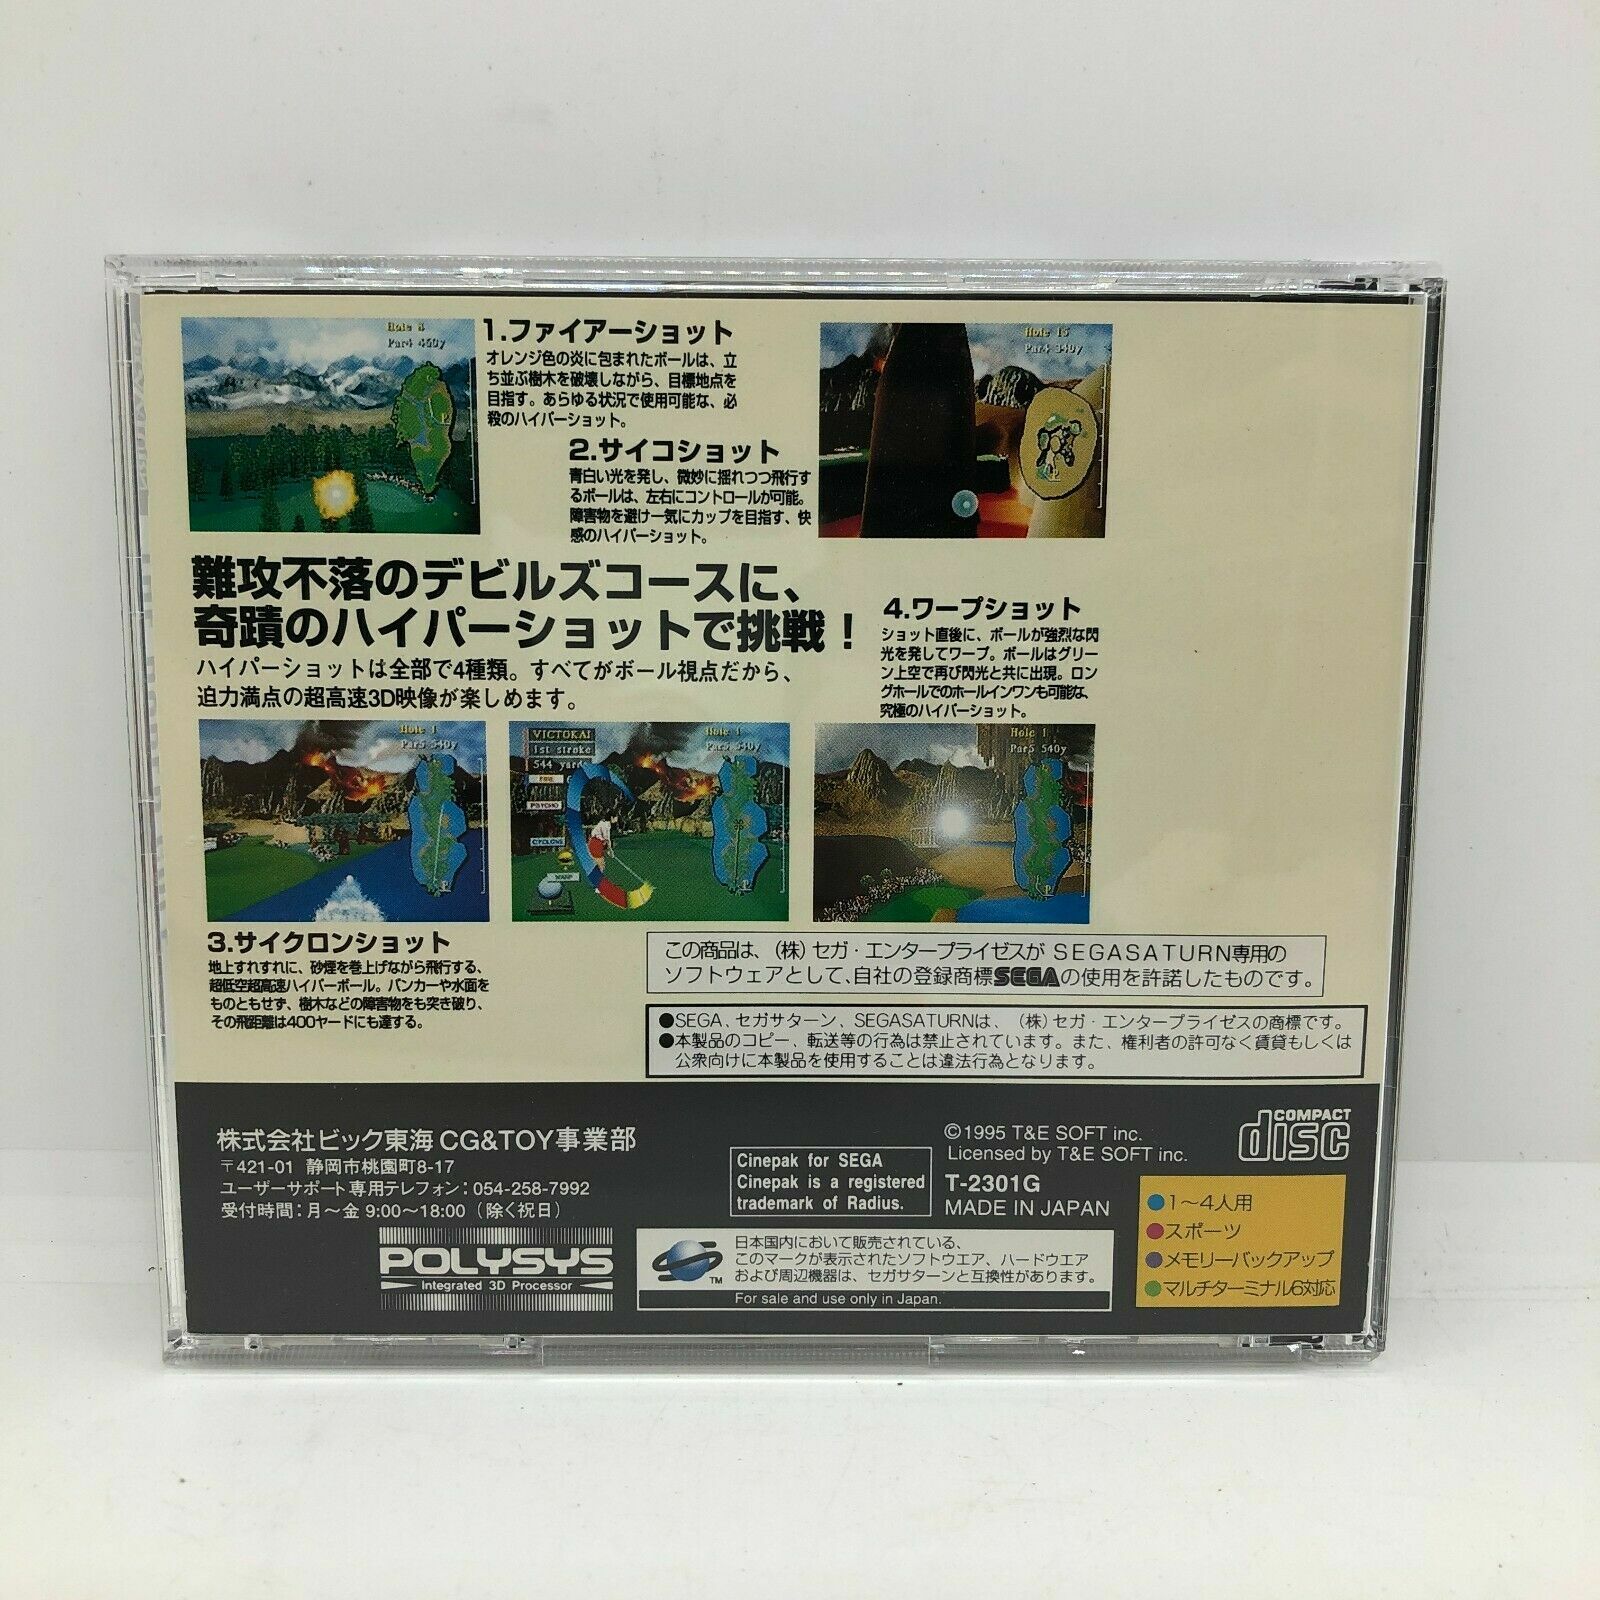 Hole 8
Par4 460y
1.ファイアーショット
オレンジ色の炎に包まれたボールは、立
ち並ぶ樹木を破壊しながら、目標地点を
目指す。あらゆる状況で使用可能な、必
殺のハイパーショット。
2.サイコショット
青白い光を発し、微妙に揺れつつ飛行す
るボールは、左右にコントロールが可能。
障害物を避け一気にカップを目指す、快
感のハイパーショット。
Hole 15
Par4 340y
難攻不落のデビルズコースに、
奇蹟のハイパーショットで挑戦！
ハイパーショットは全部で4種類。すべてがボール視点だから、
迫力満点の超高速3D映像が楽しめます。
4.ワープショット
ショット直後に、ボールが強烈な閃
光を発してワープ。ボールはグリー
ン上空で再び閃光と共に出現。ロン
グホールでのホールインワンも可能な、
究極のハイパーショット。
Hole 1
Par5 540y
VICTOKAI
1st stroke
544 yards
FIRE
PSYCHO
CYCLONE
WARP
Hole 1
Par5 540y
Hole 1
Par5 540y
3.サイクロンショット
地上すれすれに、砂煙を巻上げながら飛行する、
超低空超高速ハイパーボール。バンカーや水面を
ものともせず、樹木などの障害物をも突き破り、
その飛距離は400ヤードにも達する。
この商品は、(株)セガ・エンタープライゼスがSEGASATURN専用の
ソフトウェアとして、自社の登録商標SEGAの使用を許諾したものです。
●SEGA、セガサターン、SEGASATURNは、(株)セガ・エンタープライゼスの商標です。
●本製品のコピー、転送等の行為は禁止されています。また、権利者の許可なく賃貸もしくは
公衆向けに本製品を使用することは違法行為となります。
株式会社ビック東海 CG&TOY事業部
〒421-01 静岡市桃園町8-17
ユーザーサポート専用テレフォン：054-258-7992
受付時間：月〜金 9:00〜18:00（除く祝日）
POLYSYS
Integrated 3D Processor
Cinepak for SEGA
Cinepak is a registered
trademark of Radius.
©1995 T&E SOFT inc.
Licensed by T&E SOFT inc.
T-2301G
MADE IN JAPAN
COMPACT
disc
日本国内において販売されている、
このマークが表示されたソフトウエア、ハードウエア
および周辺機器は、セガサターンと互換性があります。
TM
For sale and use only in Japan.
●1〜4人用
●スポーツ
●メモリーバックアップ
●マルチターミナル6対応